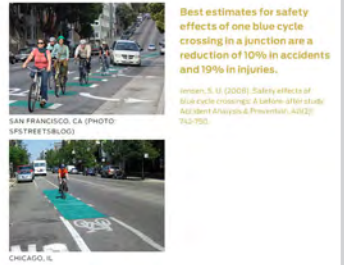 Best estimates for safety
effects of one blue cycle
crossing in a junction are a
reduction of 10% in accidents
and 19% in injuries.
Jensen, S. U. (2008). Safety effects of
blue cycle crossings: A before-after study.
Accident Analysis & Prevention, 40(2):
742-750.
SAN FRANCISCO, CA (PHOTO:
SFSTREETSBLOG)
CHICAGO, IL